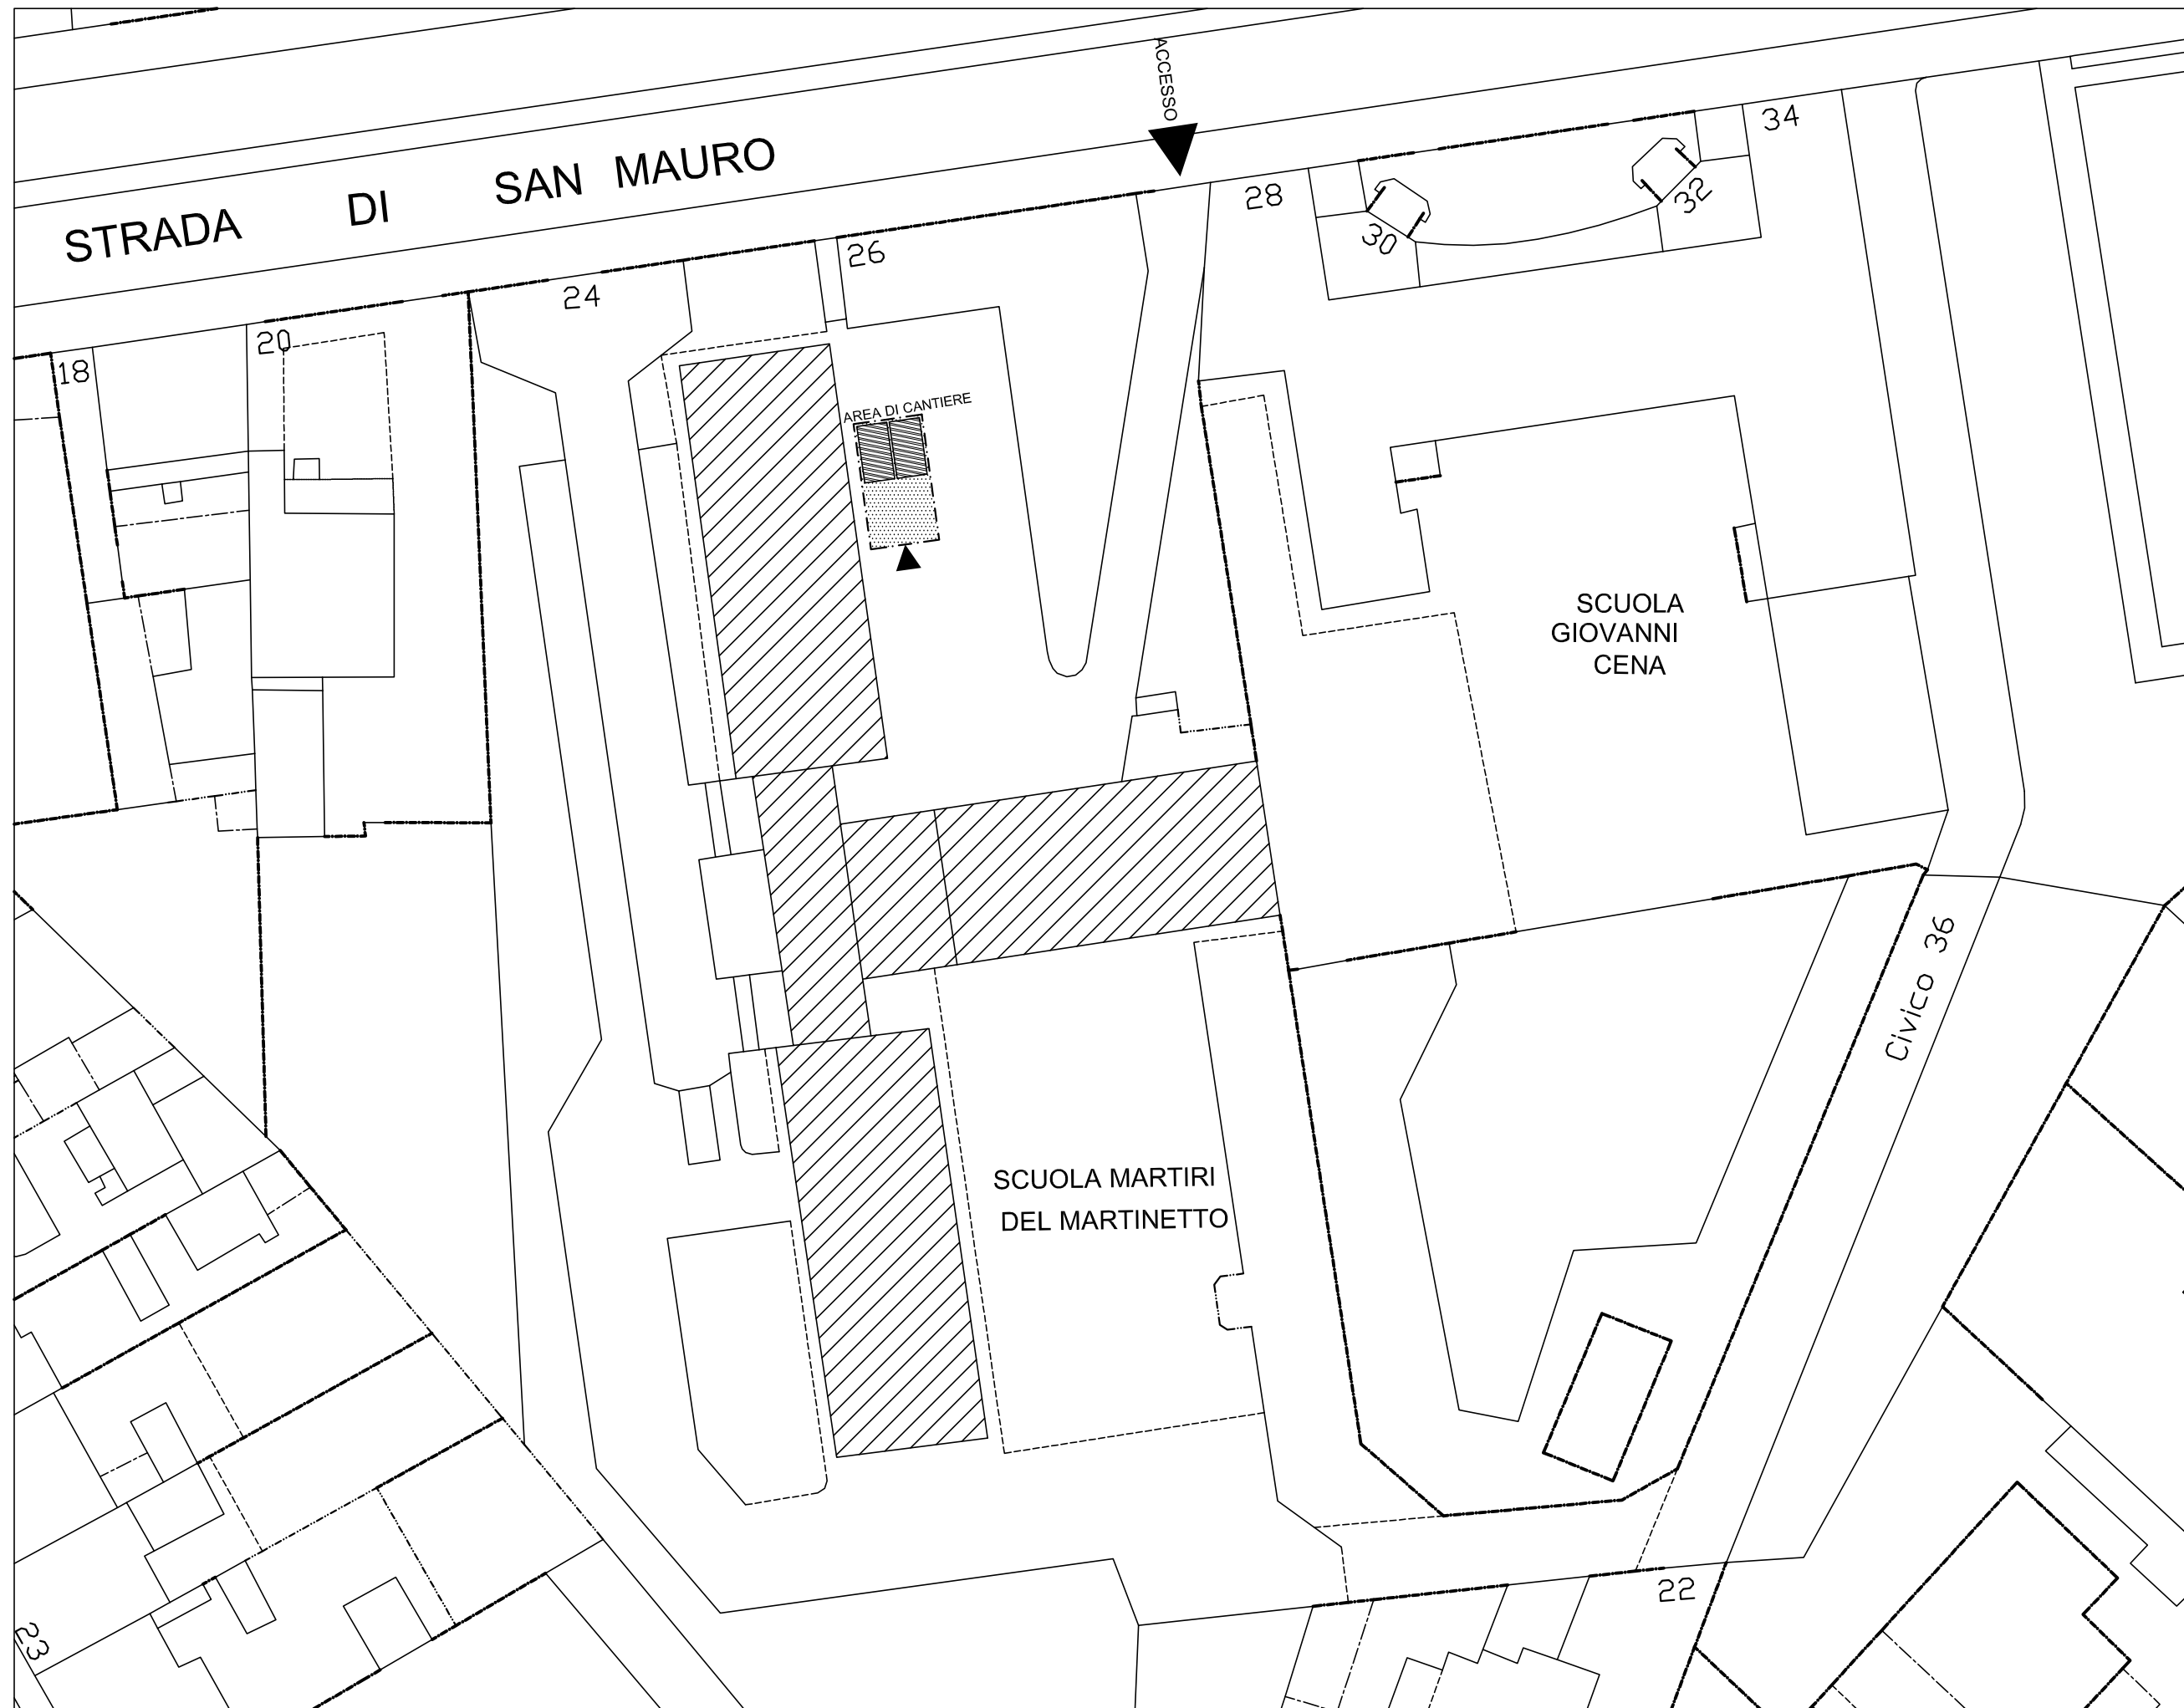 ACCESSO
STRADA DI SAN MAURO
34
28
32
30
26
24
20
18
AREA DI CANTIERE
SCUOLA
GIOVANNI
CENA
Civico 36
SCUOLA MARTIRI
DEL MARTINETTO
22
23